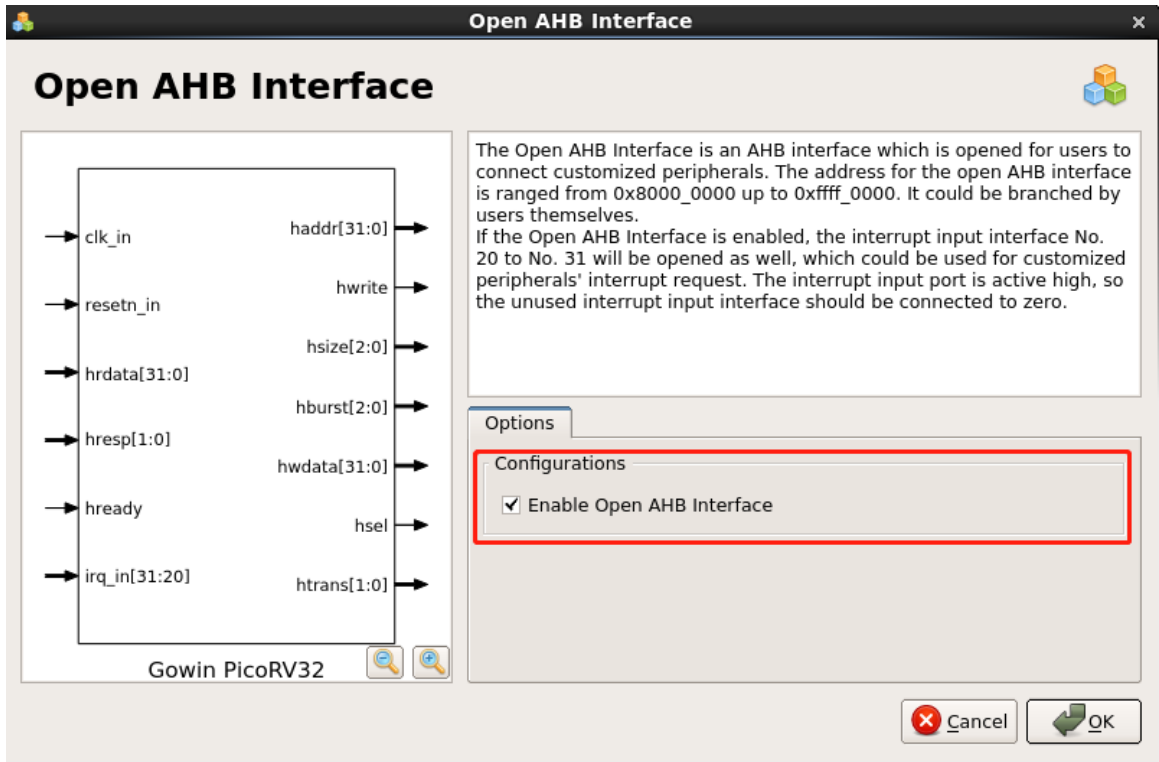 Open AHB Interface
Open AHB Interface
clk_in
resetn_in
hrdata[31:0]
hresp[1:0]
hready
irq_in[31:20]
haddr[31:0]
hwrite
hsize[2:0]
hburst[2:0]
hwdata[31:0]
hsel
htrans[1:0]
Gowin PicoRV32
The Open AHB Interface is an AHB interface which is opened for users to
connect customized peripherals. The address for the open AHB interface
is ranged from 0x8000_0000 up to 0xffff_0000. It could be branched by
users themselves.
If the Open AHB Interface is enabled, the interrupt input interface No.
20 to No. 31 will be opened as well, which could be used for customized
peripherals' interrupt request. The interrupt input port is active high, so
the unused interrupt input interface should be connected to zero.
Options
Configurations
Enable Open AHB Interface
Cancel
OK